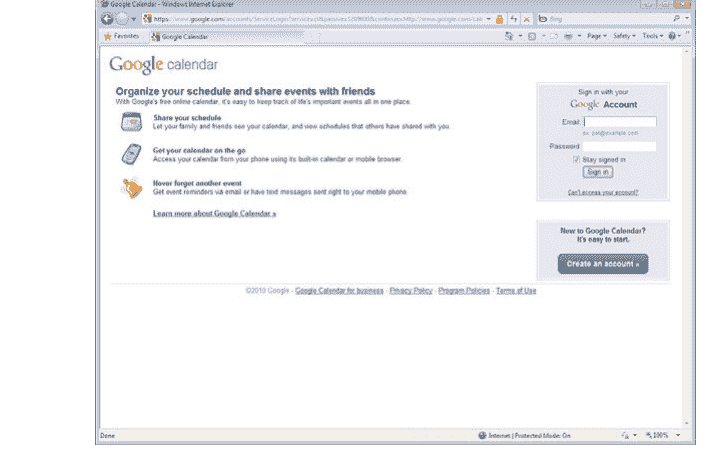 Google Calendar - Windows Internet Explorer
Bing
Favorites Google Calendar Page Safety Tools
Google calendar
Organize your schedule and share events with friends
With Google's free online calendar, it's easy to keep track of life's important events all in one place.
Share your schedule
Let your family and friends see your calendar, and view schedules that others have shared with you.
Get your calendar on the go
Access your calendar from your phone using its built-in calendar or mobile browser.
Never forget another event
Get event reminders via email or have text messages sent right to your mobile phone.
Learn more about Google Calendar »
Sign in with your
Google Account
Email:
ex: pat@example.com
Password:
Stay signed in
Sign in
Can't access your account?
New to Google Calendar?
It's easy to start.
Create an account »
©2010 Google - Google Calendar for business - Privacy Policy - Program Policies - Terms of Use
Done Internet | Protected Mode: On 100%